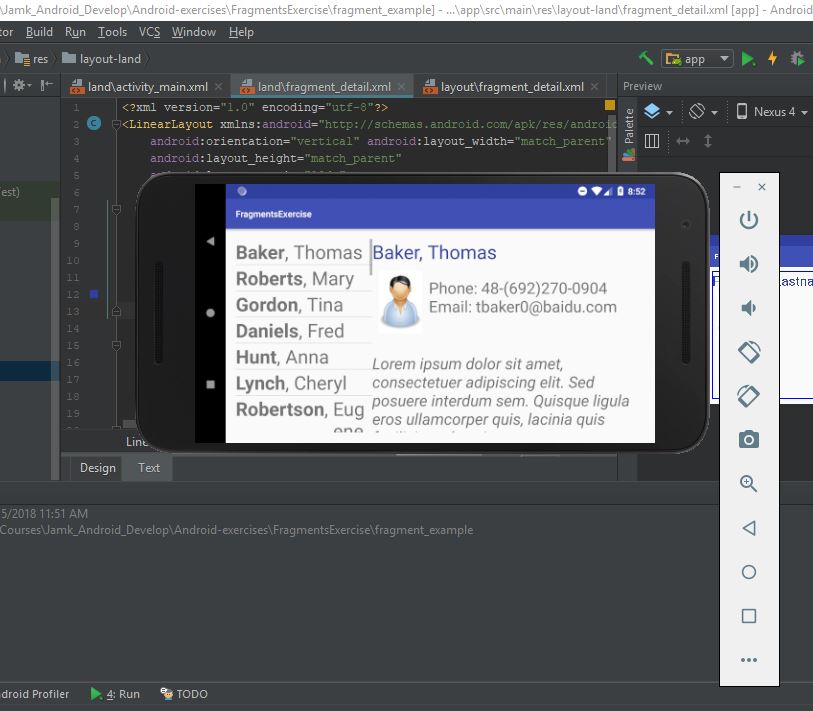 \Jamk_Android_Develop\Android-exercises\FragmentsExercise\fragment_example] - ...\app\src\main\res\layout-land\fragment_detail.xml [app] - Android
tor Build Run Tools VCS Window Help
res layout-land app
land\activity_main.xml land\fragment_detail.xml layout\fragment_detail.xml Preview
Palette
Nexus 4
1 <?xml version="1.0" encoding="utf-8"?>
2 <LinearLayout xmlns:android="http://schemas.android.com/apk/res/androi
3 android:orientation="vertical" android:layout_width="match_parent"
4 android:layout_height="match_parent"
5
6
7
8
9
10
11
12
13
14
15
16
17
18
19
est)
8:52
FragmentsExercise
Baker, Thomas
Roberts, Mary
Gordon, Tina
Daniels, Fred
Hunt, Anna
Lynch, Cheryl
Robertson, Eug
ene
Baker, Thomas
Phone: 48-(692)270-0904
Email: tbaker0@baidu.com
Lorem ipsum dolor sit amet,
consectetuer adipiscing elit. Sed
posuere interdum sem. Quisque ligula
eros ullamcorper quis, lacinia quis
Lastna
Line
Design Text
5/2018 11:51 AM
Courses\Jamk_Android_Develop\Android-exercises\FragmentsExercise\fragment_example
ndroid Profiler 4: Run TODO